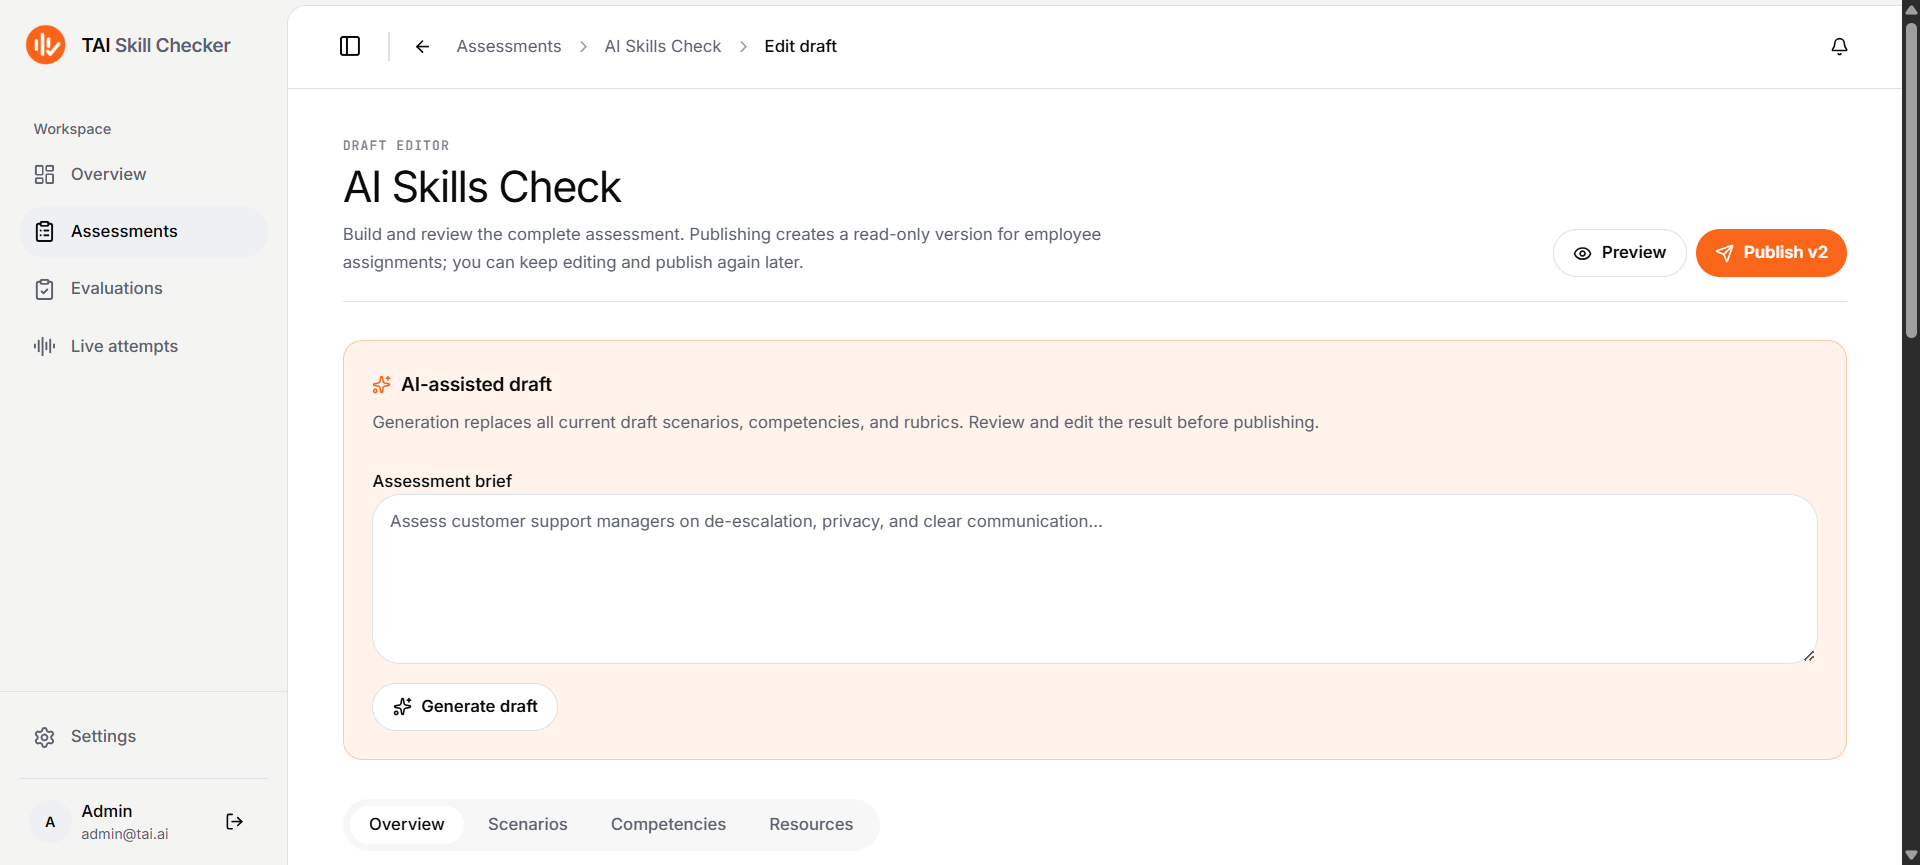 TAI Skill Checker
Workspace
Overview
Assessments
Evaluations
Live attempts
Settings
A
Admin
admin@tai.ai
Assessments
AI Skills Check
Edit draft
DRAFT EDITOR
AI Skills Check
Build and review the complete assessment. Publishing creates a read-only version for employee
assignments; you can keep editing and publish again later.
Preview
Publish v2
AI-assisted draft
Generation replaces all current draft scenarios, competencies, and rubrics. Review and edit the result before publishing.
Assessment brief
Assess customer support managers on de-escalation, privacy, and clear communication...
Generate draft
Overview
Scenarios
Competencies
Resources